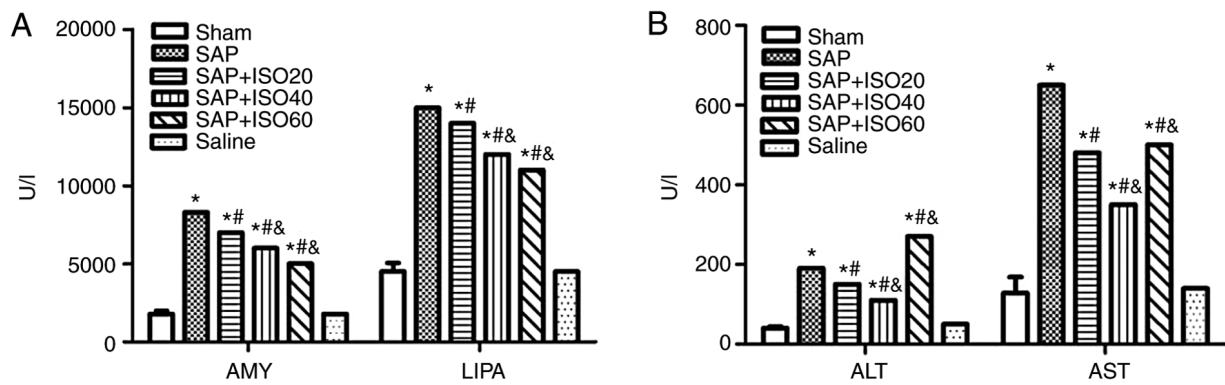 A
U/l
20000
15000
10000
5000
0
Sham
SAP
SAP+ISO20
SAP+ISO40
SAP+ISO60
Saline
*
*#
*#&
*#&
*
*#
*#&
*#&
AMY
LIPA
B
U/l
800
600
400
200
0
Sham
SAP
SAP+ISO20
SAP+ISO40
SAP+ISO60
Saline
*
*#
*#&
*#&
*
*#
*#&
*#&
ALT
AST